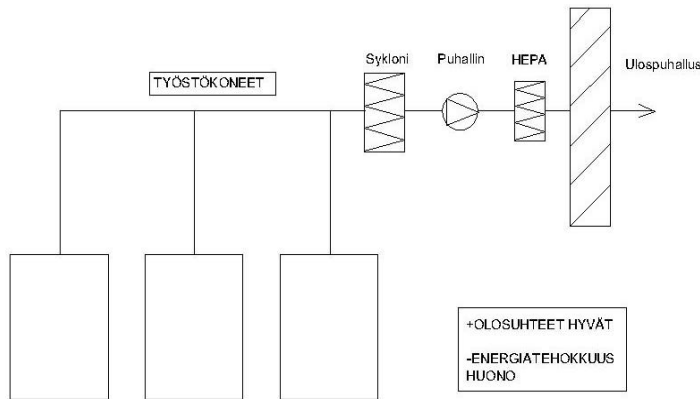 Sykloni
Puhallin
HEPA
Ulospuhallus
TYÖSTÖKONEET
+OLOSUHTEET HYVÄT
-ENERGIATEHOKKUUS
HUONO